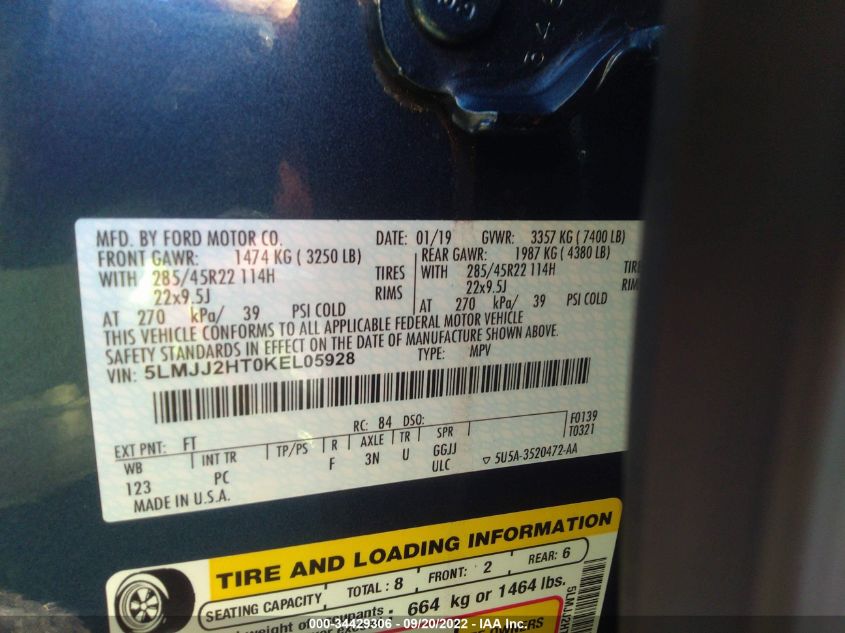 MFD. BY FORD MOTOR CO. DATE: 01/19 GVWR: 3357 KG ( 7400 LB)
FRONT GAWR: 1474 KG ( 3250 LB) REAR GAWR: 1987 KG ( 4380 LB)
WITH 285/45R22 114H TIRES WITH 285/45R22 114H TIR
22x9.5J RIMS 22x9.5J RIMS
AT 270 kPa/ 39 PSI COLD AT 270 kPa/ 39 PSI COLD
THIS VEHICLE CONFORMS TO ALL APPLICABLE FEDERAL MOTOR VEHICLE
SAFETY STANDARDS IN EFFECT ON THE DATE OF MANUFACTURE SHOWN ABOVE.
VIN: 5LMJJ2HT0KEL05928 TYPE: MPV
RC: 84 DSO: F0139
EXT PNT: FT T0321
WB INT TR TP/PS R AXLE TR SPR
123 PC F 3N U GGJJ
ULC 5U5A-3520472-AA
MADE IN U.S.A.
TIRE AND LOADING INFORMATION
SEATING CAPACITY TOTAL: 8 FRONT: 2 REAR: 6
664 kg or 1464 lbs.
OWNERS
000-34429306 - 09/20/2022 - IAA Inc.